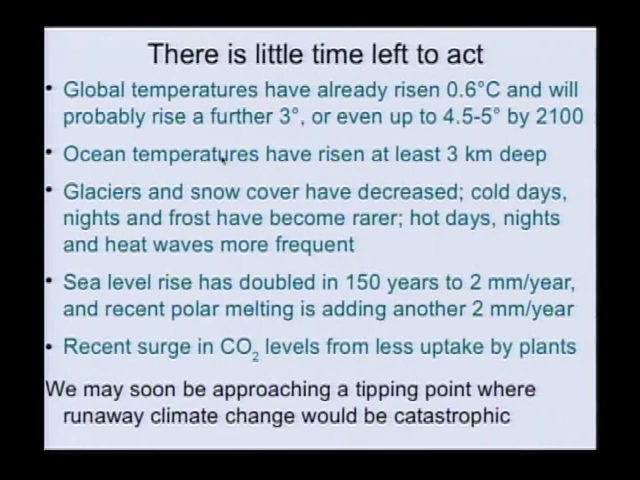 There is little time left to act
• Global temperatures have already risen 0.6°C and will
probably rise a further 3°, or even up to 4.5-5° by 2100
• Ocean temperatures have risen at least 3 km deep
• Glaciers and snow cover have decreased; cold days,
nights and frost have become rarer; hot days, nights
and heat waves more frequent
• Sea level rise has doubled in 150 years to 2 mm/year,
and recent polar melting is adding another 2 mm/year
• Recent surge in CO₂ levels from less uptake by plants
We may soon be approaching a tipping point where
runaway climate change would be catastrophic